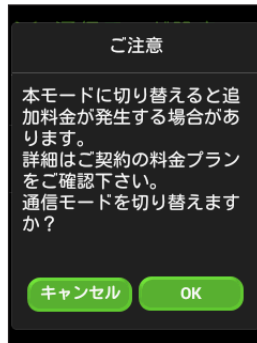 ご注意
本モードに切り替えると追
加料金が発生する場合があ
ります。
詳細はご契約の料金プラン
をご確認下さい。
通信モードを切り替えます
か？
キャンセル OK